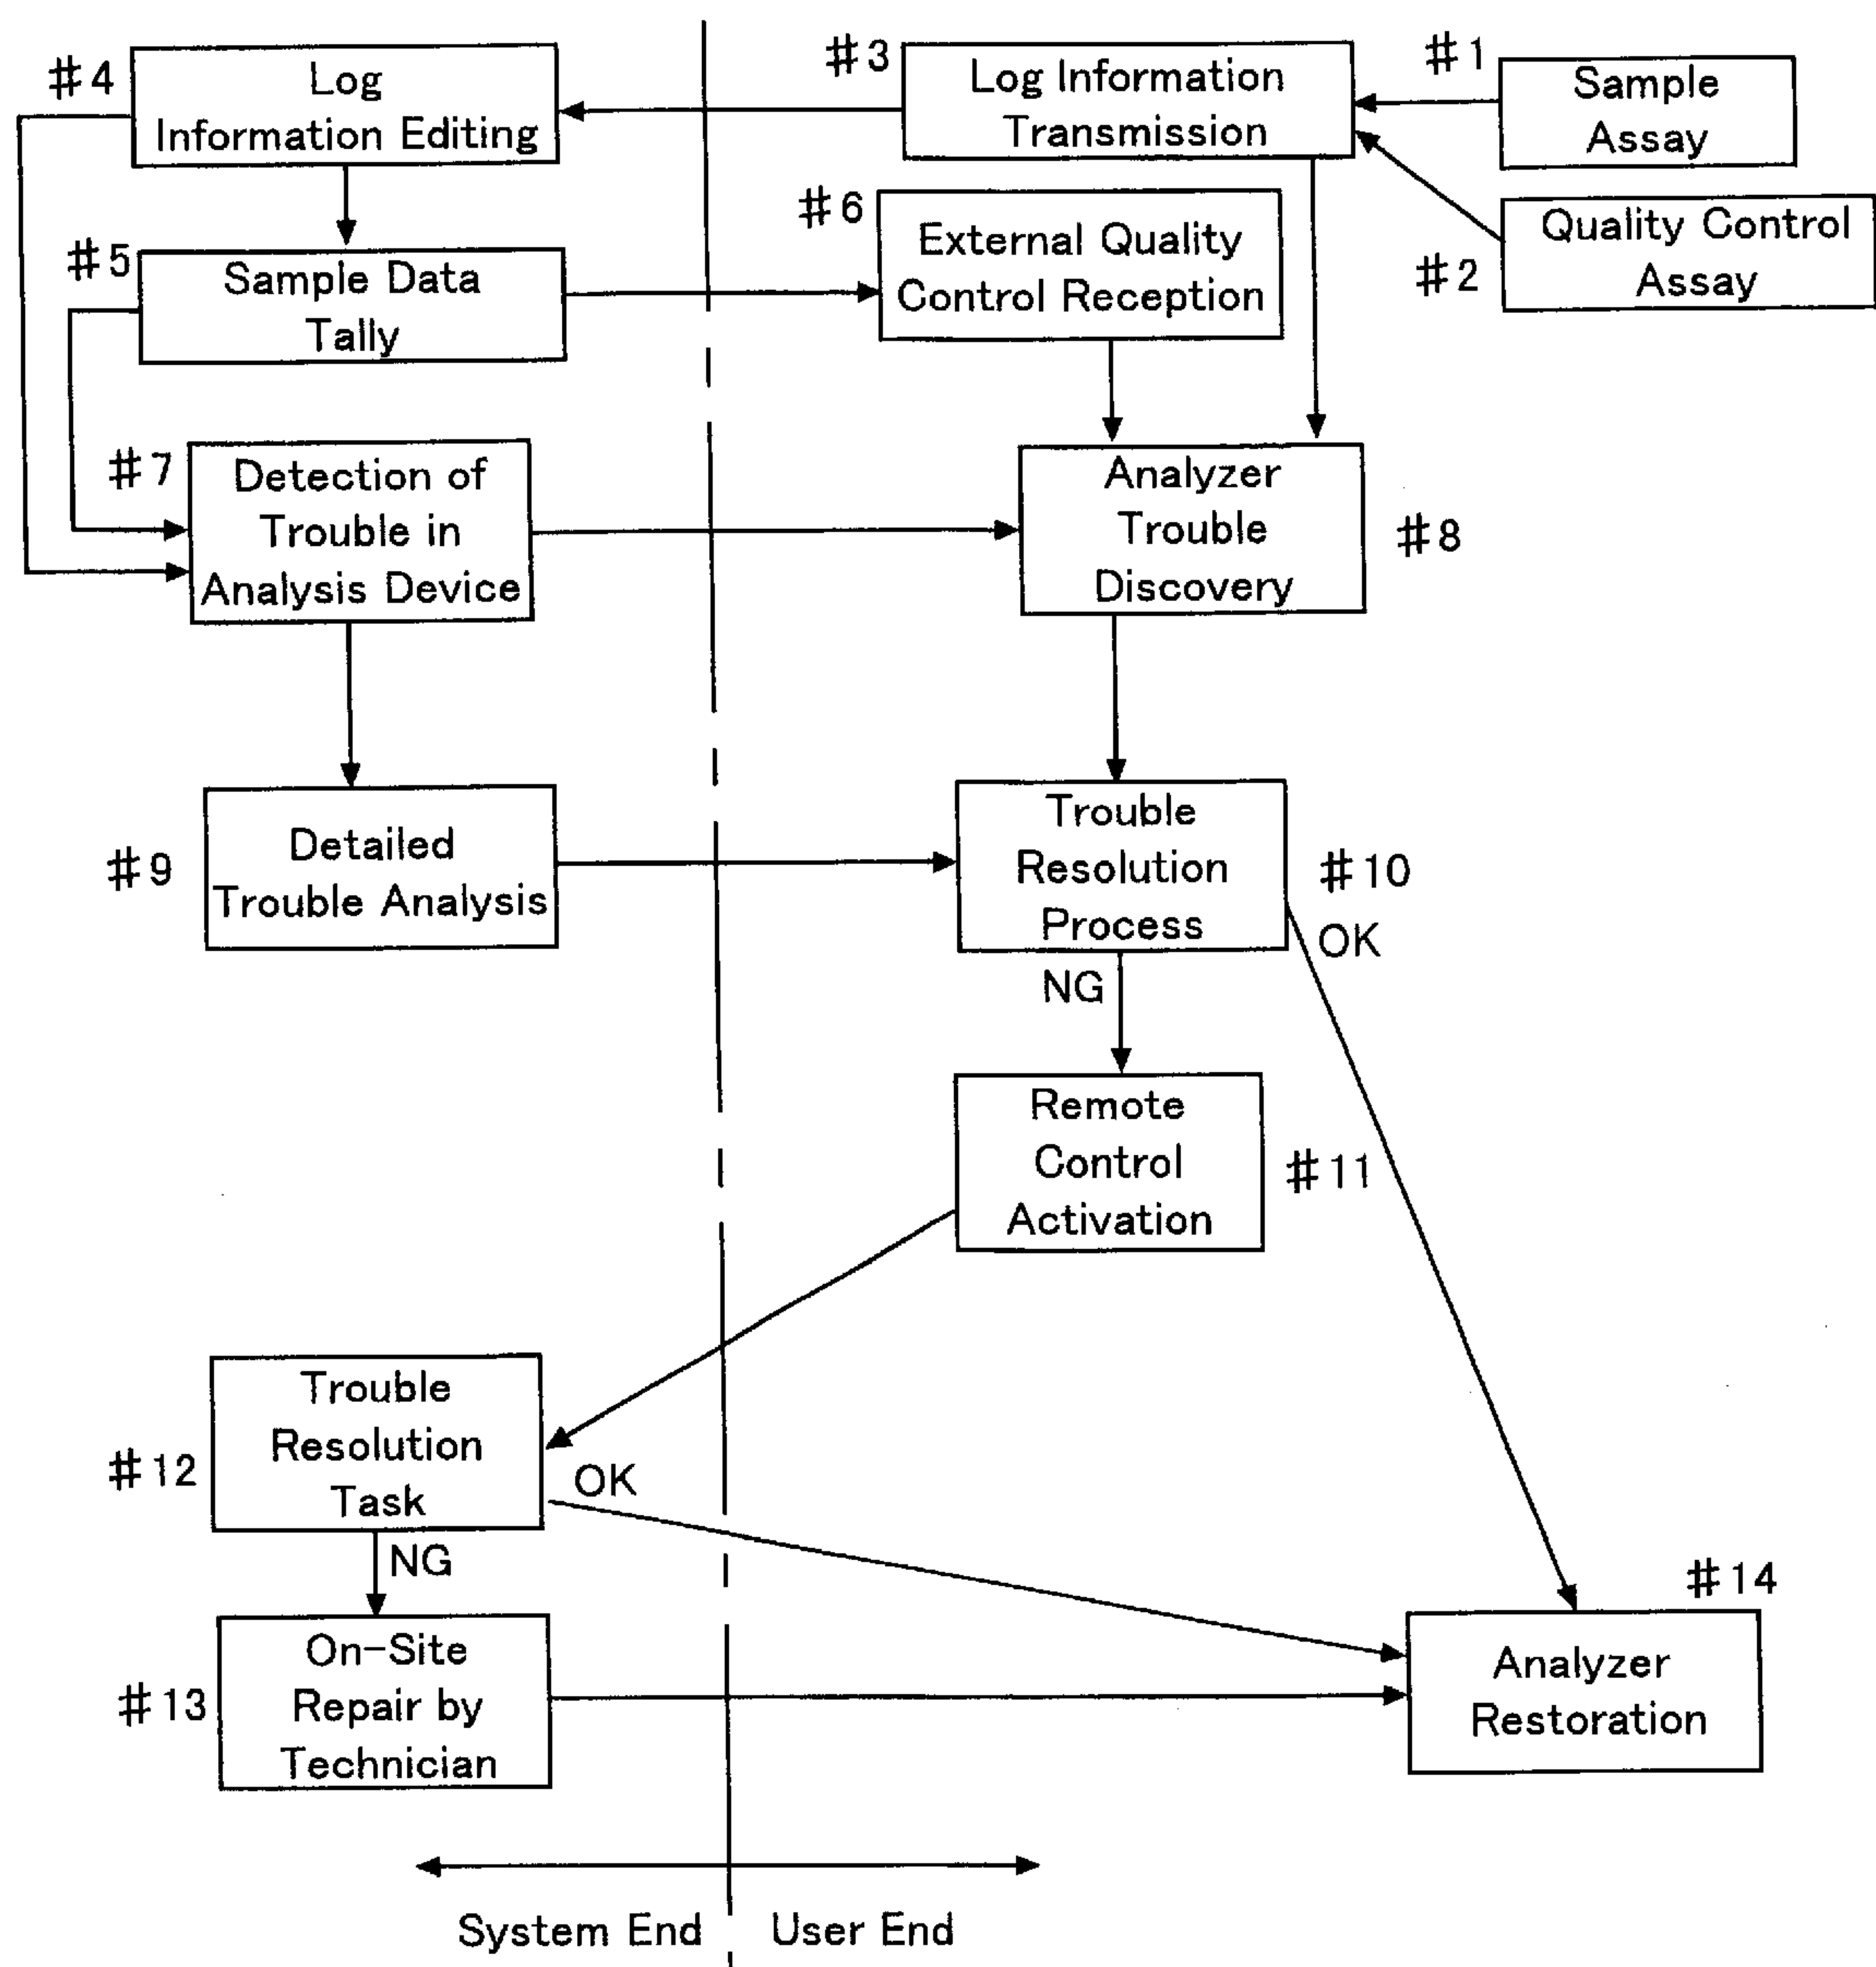 #4
Log
Information Editing
#3
Log Information
Transmission
#1
Sample
Assay
#2
Quality Control
Assay
#5
Sample Data
Tally
#6
External Quality
Control Reception
#7
Detection of
Trouble in
Analysis Device
Analyzer
Trouble
Discovery
#8
#9
Detailed
Trouble Analysis
Trouble
Resolution
Process
#10
OK
NG
Remote
Control
Activation
#11
#12
Trouble
Resolution
Task
OK
NG
#13
On-Site
Repair by
Technician
#14
Analyzer
Restoration
System End
User End